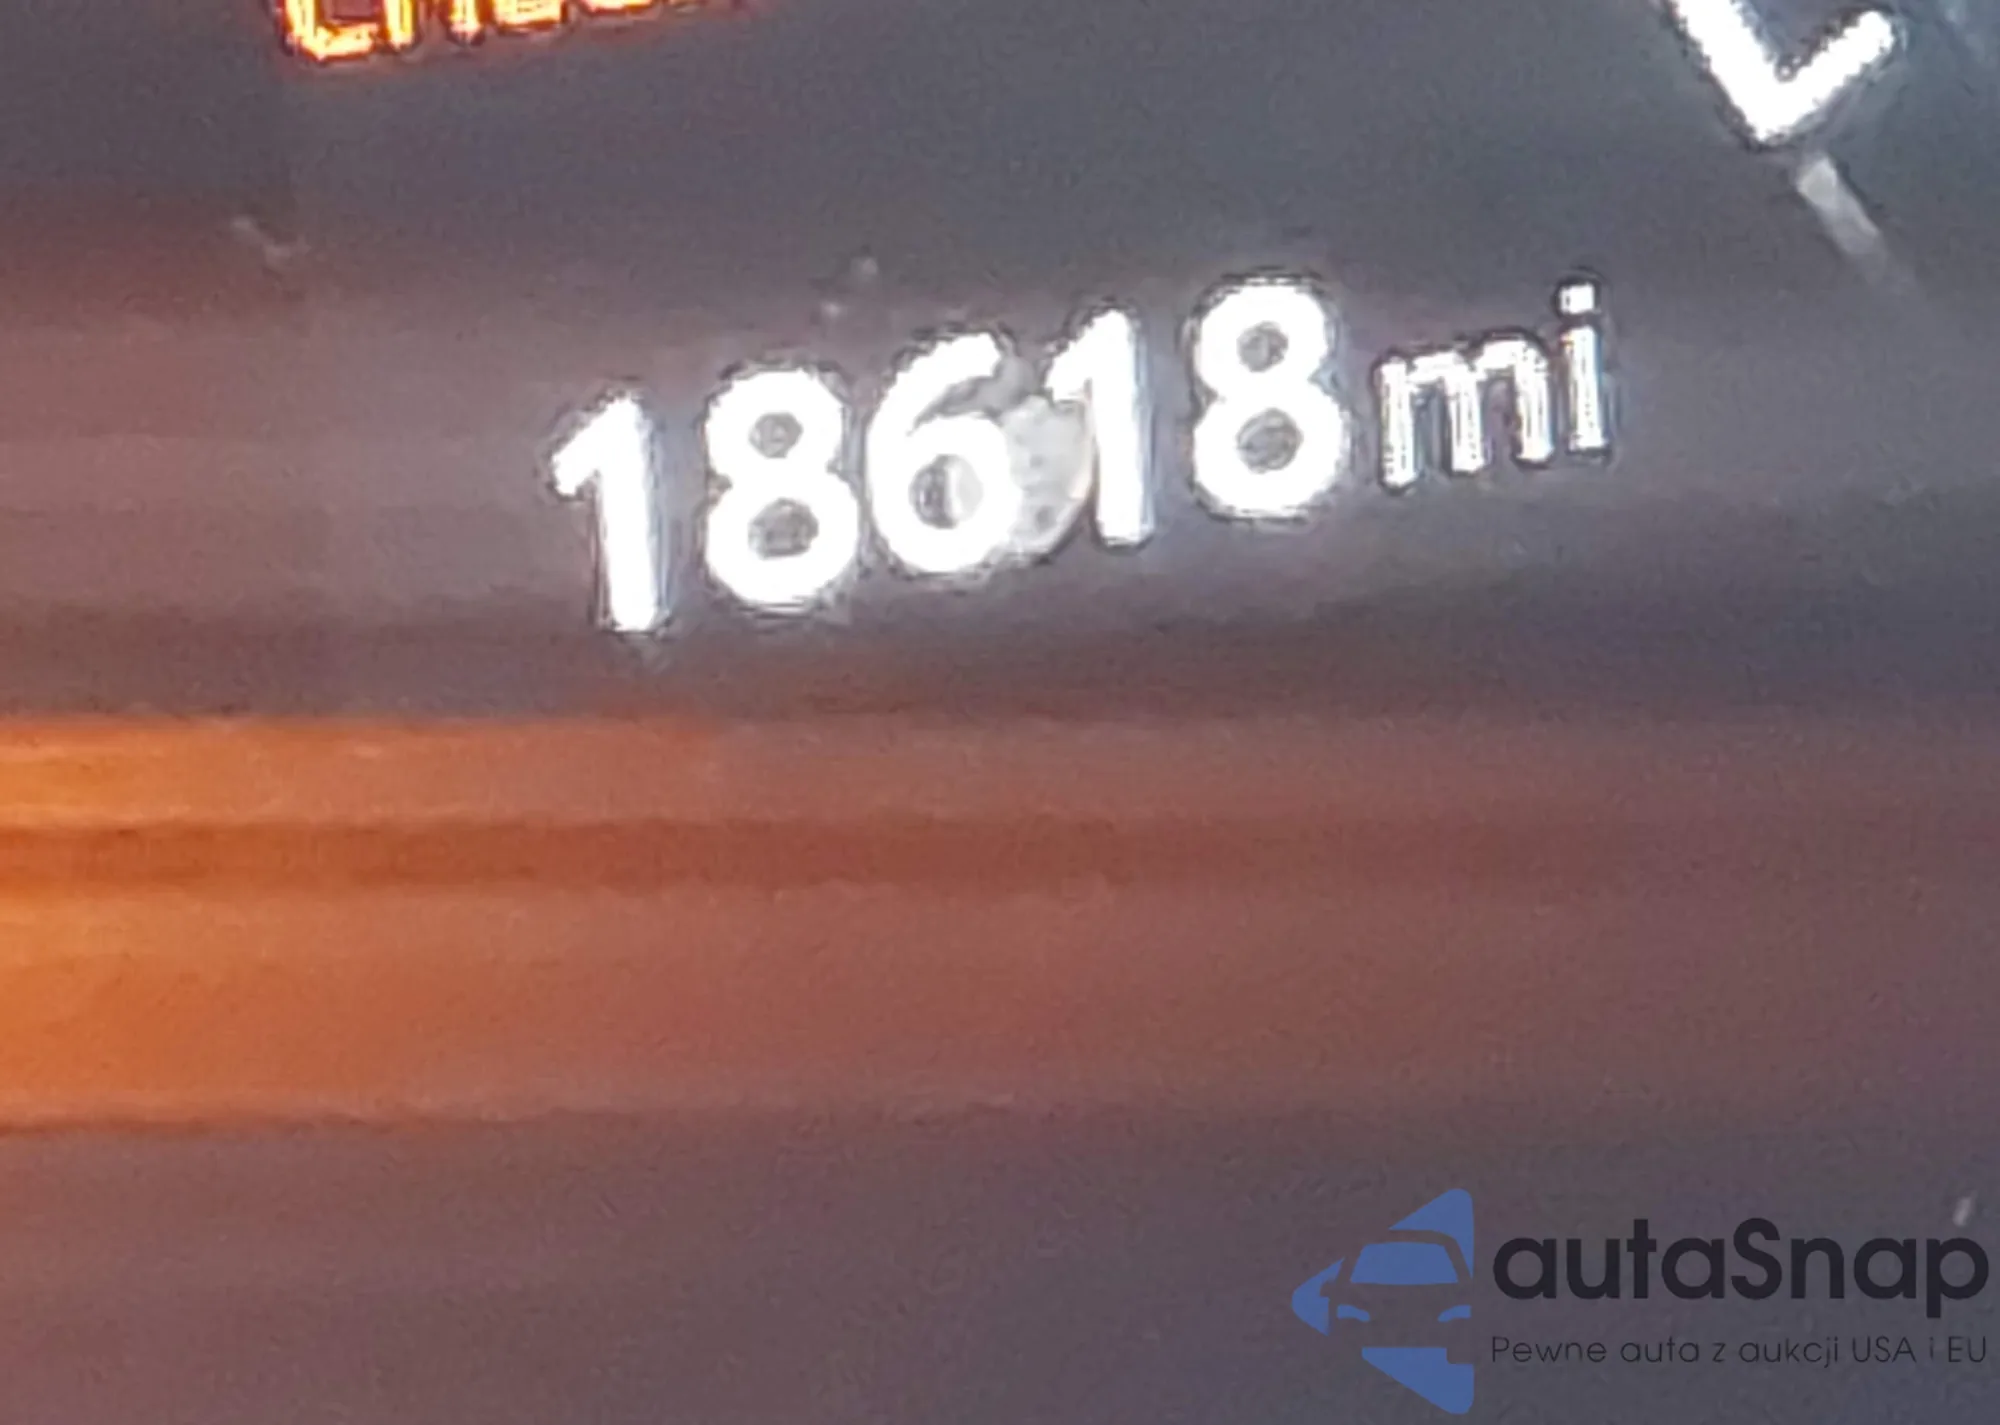 18618 mi
autaSnap
Pewne auta z aukcji USA i EU